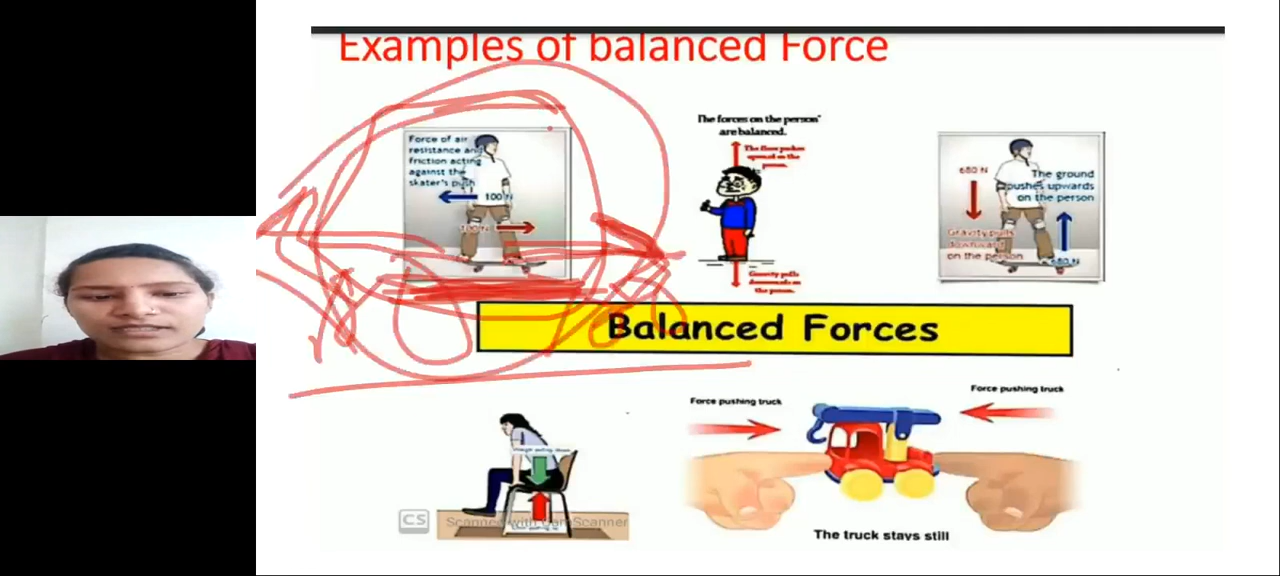 Examples of balanced Force
Force of air
resistance and
friction acting
against the
skater's push
100 N
100 N
The forces on the person
are balanced.
The floor pushes
upward on the
person.
Gravity pulls
downwards on
the person.
680 N
The ground
pushes upwards
on the person
Gravity pulls
downward
on the person
680 N
Balanced Forces
Force pushing truck
Force pushing truck
CS Scanned with CamScanner
The truck stays still